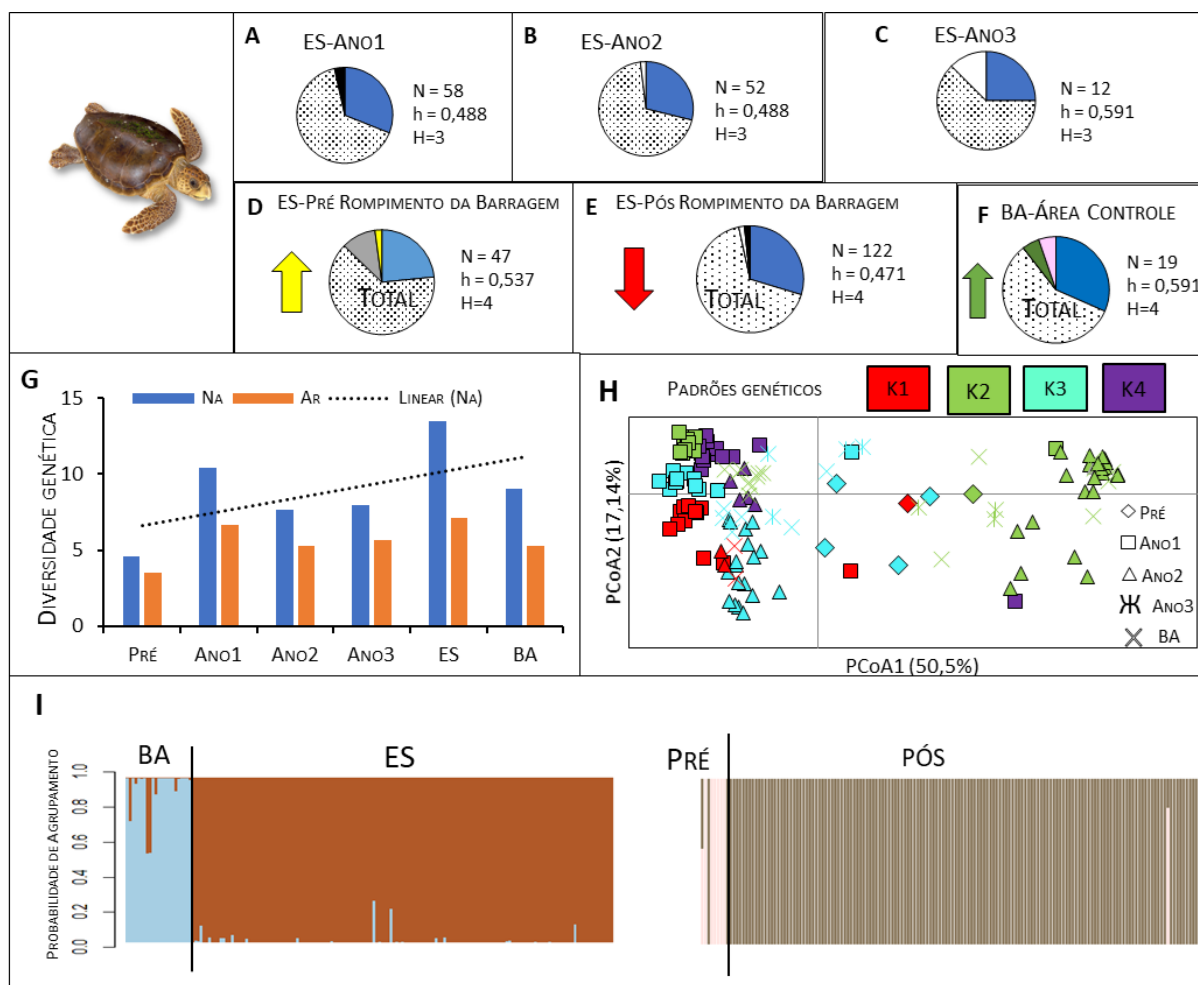 A
ES-Ano1
N = 58
h = 0,488
H=3
B
ES-Ano2
N = 52
h = 0,488
H=3
C
ES-Ano3
N = 12
h = 0,591
H=3
D
ES-Pré Rompimento da Barragem
Total
N = 47
h = 0,537
H=4
E
ES-Pós Rompimento da Barragem
Total
N = 122
h = 0,471
H=4
F
BA-Área Controle
Total
N = 19
h = 0,591
H=4
G
Diversidade genética
Na
Ar
Linear (Na)
15
10
5
0
Pré
Ano1
Ano2
Ano3
ES
BA
H
Padrões genéticos
K1
K2
K3
K4
PCoA2 (17,14%)
PCoA1 (50,5%)
Pré
Ano1
Ano2
Ж Ano3
BA
I
Probabilidade de Agrupamento
1.0
0.8
0.6
0.4
0.2
0.0
BA
ES
Pré
PÓS